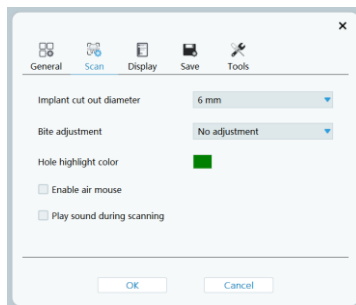 General Scan Display Save Tools
Implant cut out diameter 6 mm
Bite adjustment No adjustment
Hole highlight color
Enable air mouse
Play sound during scanning
OK Cancel